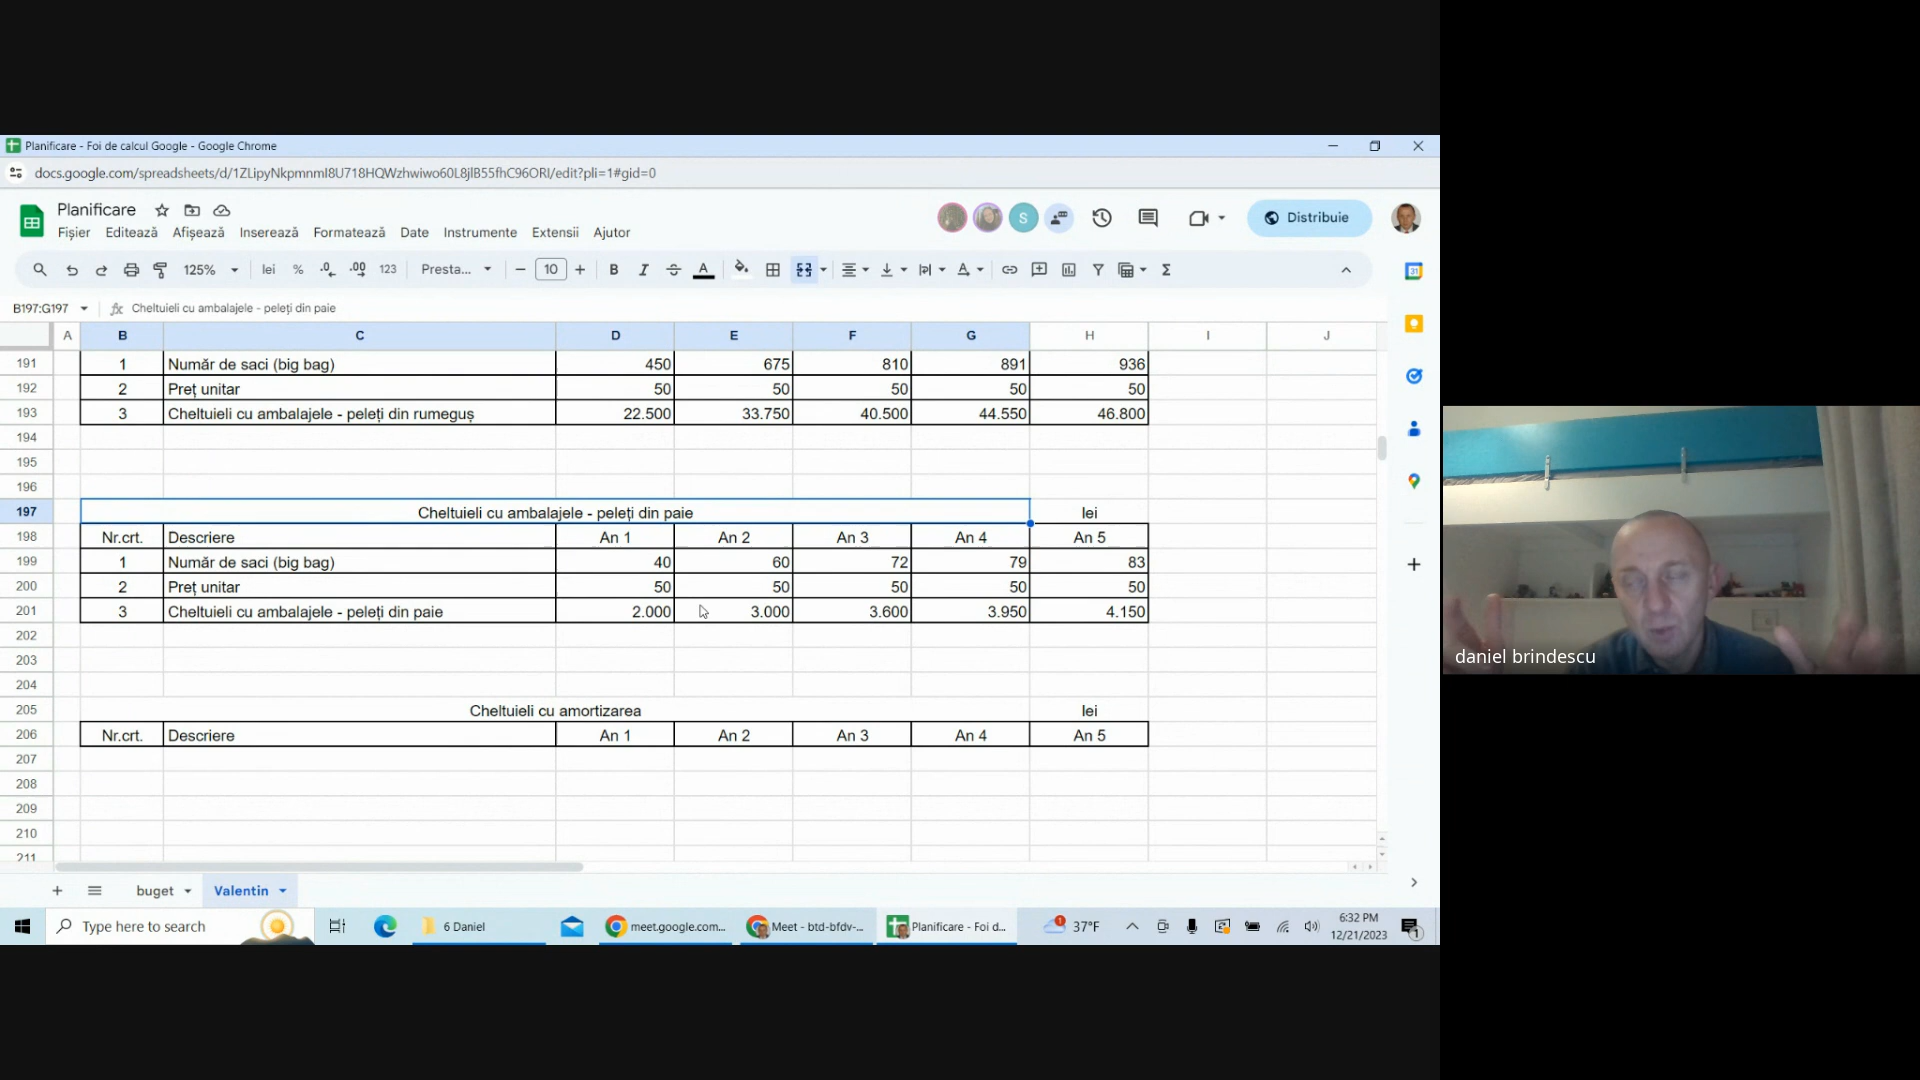 Planificare - Foi de calcul Google - Google Chrome
docs.google.com/spreadsheets/d/1ZLipyNkpmnmI8U718HQWzhwiwo60L8jlB55fhC96ORI/edit?pli=1#gid=0
Planificare
S
Distribuie
Fișier Editează Afișează Inserează Formatează Date Instrumente Extensii Ajutor
125% lei % .0 .00 123 Presta... 10 B I A Σ
31
B197:G197 fx Cheltuieli cu ambalajele - peleți din paie
A B C D E F G H I J
191 1 Număr de saci (big bag) 450 675 810 891 936
192 2 Preț unitar 50 50 50 50 50
193 3 Cheltuieli cu ambalajele - peleți din rumeguș 22.500 33.750 40.500 44.550 46.800
194
195
196
197 Cheltuieli cu ambalajele - peleți din paie lei
198 Nr.crt. Descriere An 1 An 2 An 3 An 4 An 5
199 1 Număr de saci (big bag) 40 60 72 79 83
200 2 Preț unitar 50 50 50 50 50
201 3 Cheltuieli cu ambalajele - peleți din paie 2.000 3.000 3.600 3.950 4.150
202
203
204
205 Cheltuieli cu amortizarea lei
206 Nr.crt. Descriere An 1 An 2 An 3 An 4 An 5
207
208
209
210
211
buget Valentin
Type here to search
6 Daniel
meet.google.com...
Meet - btd-bfdv-...
Planificare - Foi d...
1
37°F
6:32 PM
12/21/2023
1
daniel brindescu